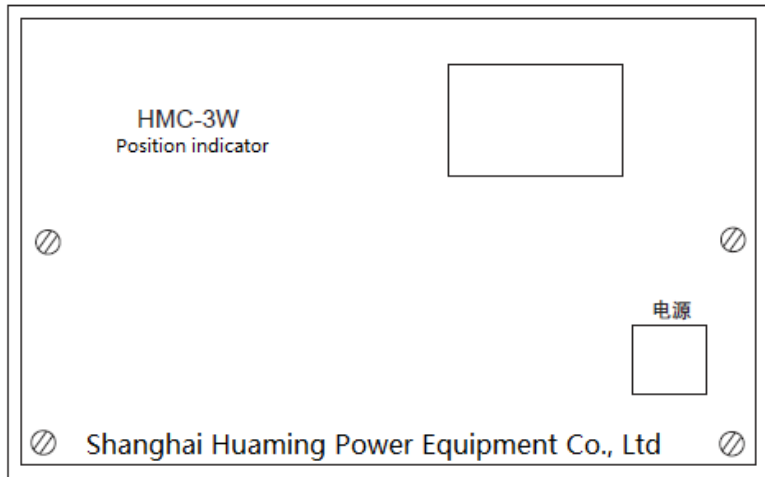 HMC-3W
Position indicator
电源
Shanghai Huaming Power Equipment Co., Ltd